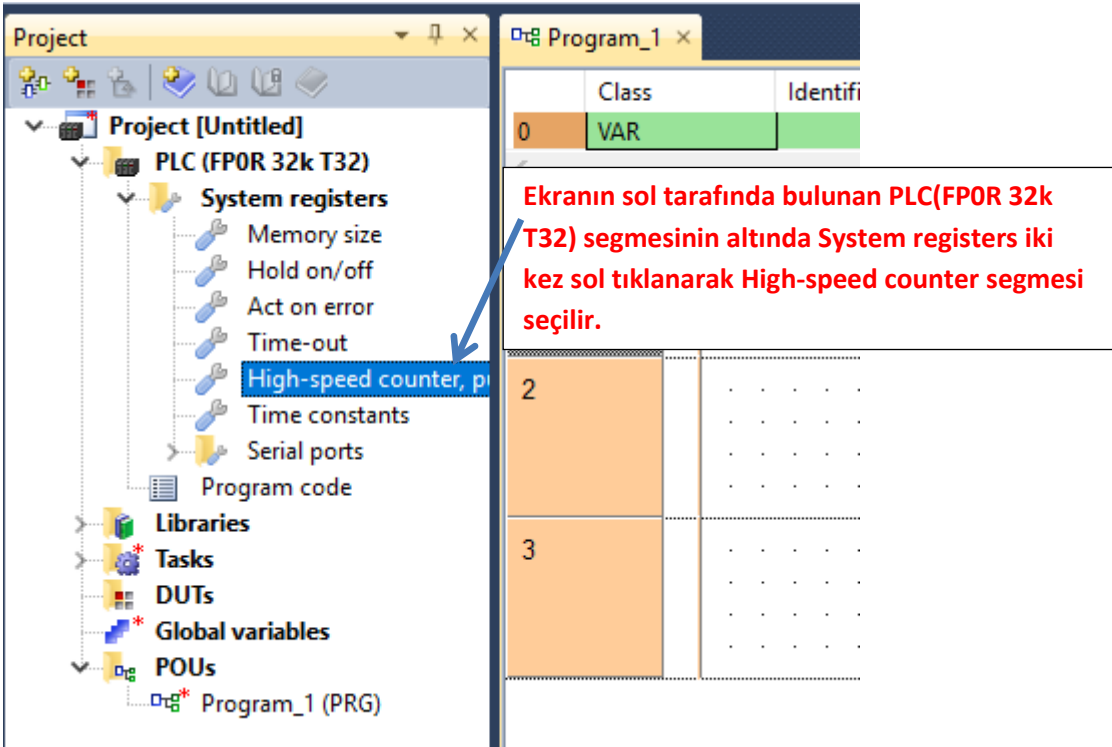 Project
Program_1
Class Identifi
0 VAR
Project [Untitled]
PLC (FP0R 32k T32)
System registers
Memory size
Hold on/off
Act on error
Time-out
High-speed counter, pu
Time constants
Serial ports
Program code
Libraries
Tasks
DUTs
Global variables
POUs
Program_1 (PRG)
Ekranın sol tarafında bulunan PLC(FP0R 32k
T32) segmesinin altında System registers iki
kez sol tıklanarak High-speed counter segmesi
seçilir.
2
3